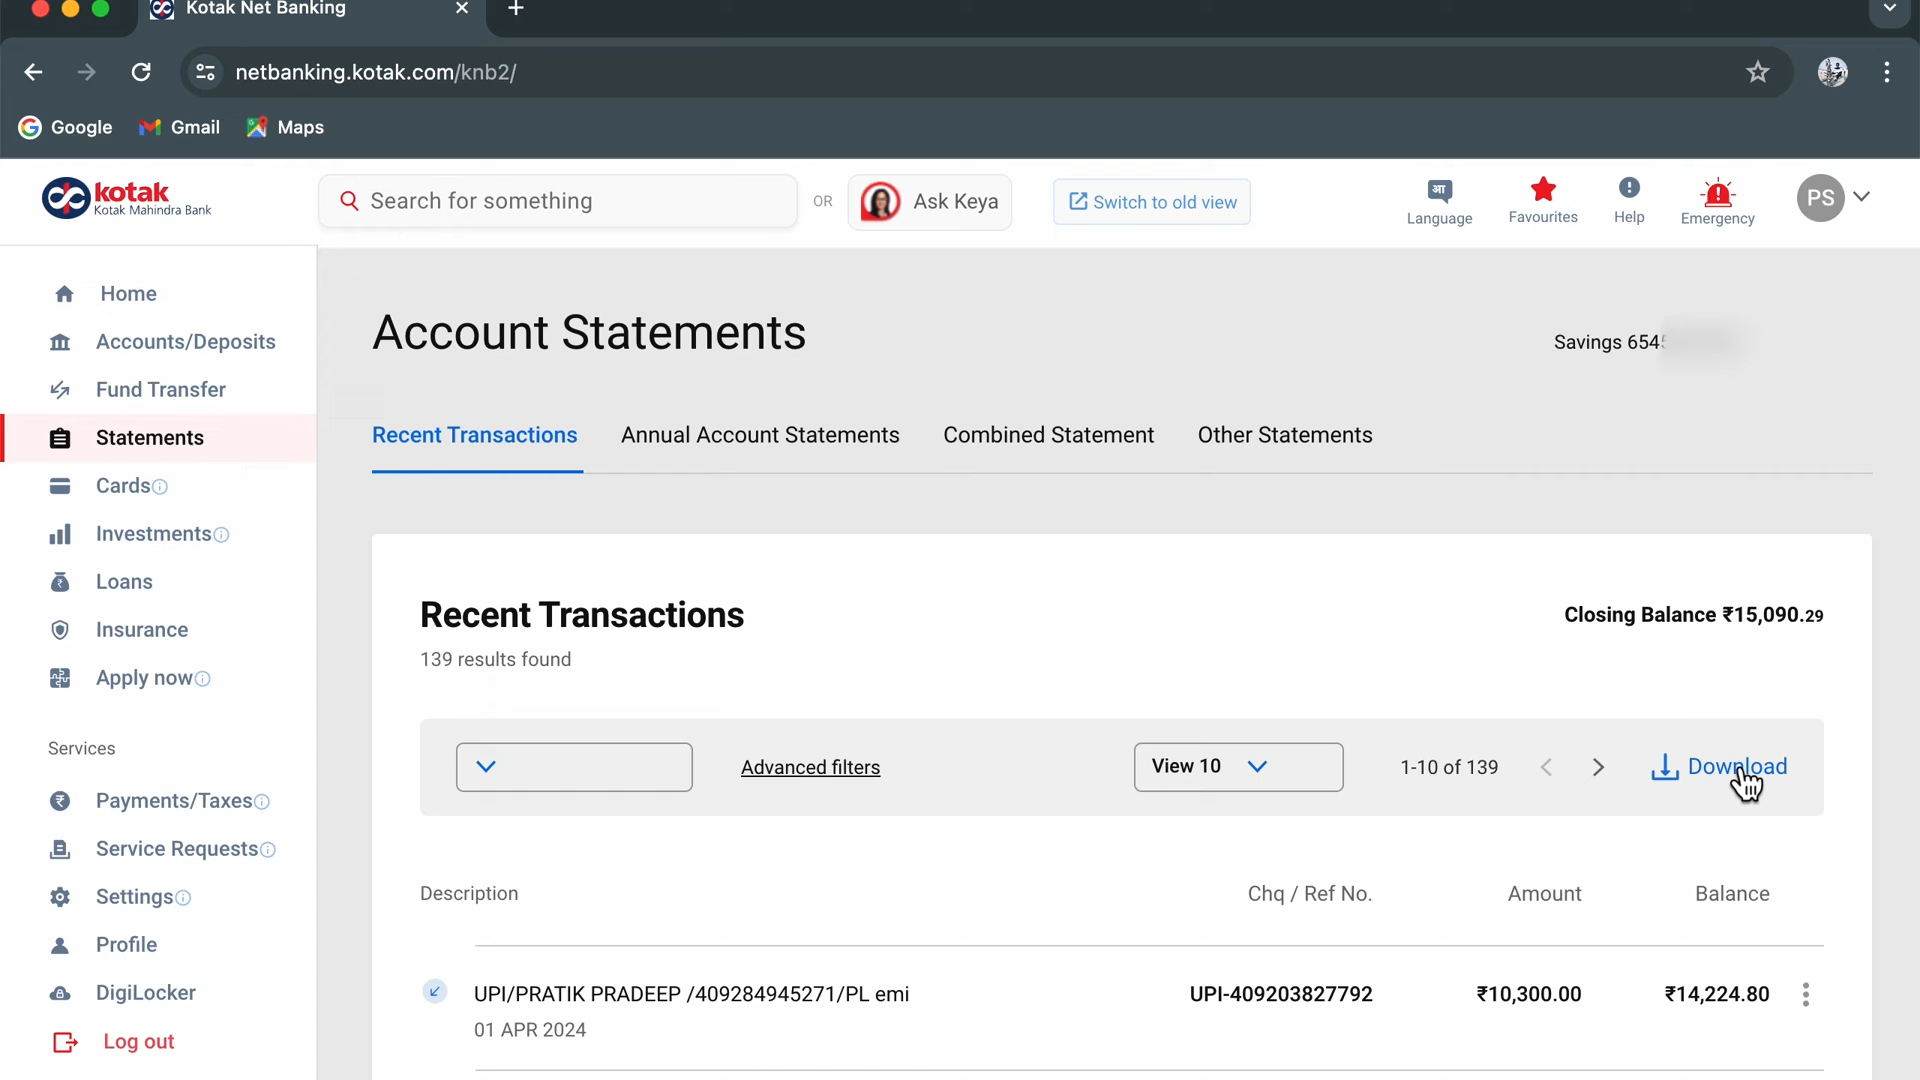 Kotak Net Banking
netbanking.kotak.com/knb2/
Google Gmail Maps
kotak
Kotak Mahindra Bank
Search for something
OR
Ask Keya
Switch to old view
आ
Language
Favourites
Help
Emergency
PS
Home
Accounts/Deposits
Fund Transfer
Statements
Cards
Investments
Loans
Insurance
Apply now
Services
Payments/Taxes
Service Requests
Settings
Profile
DigiLocker
Log out
Account Statements
Savings 654
Recent Transactions Annual Account Statements Combined Statement Other Statements
Recent Transactions
Closing Balance ₹15,090.29
139 results found
Advanced filters View 10 1-10 of 139 Download
Description Chq / Ref No. Amount Balance
UPI/PRATIK PRADEEP /409284945271/PL emi UPI-409203827792 ₹10,300.00 ₹14,224.80
01 APR 2024